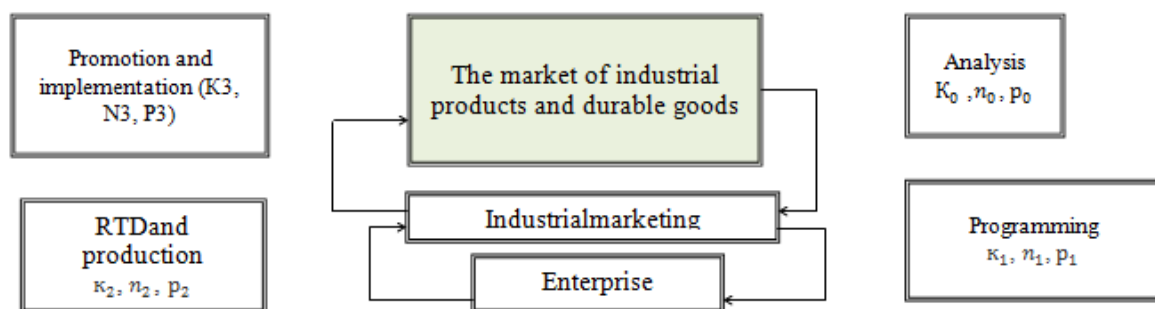 Promotion and
implementation (K3,
N3, P3)
The market of industrial
products and durable goods
Analysis
K₀ ,n₀, p₀
RTDand
production
κ₂, n₂, p₂
Industrialmarketing
Enterprise
Programming
κ₁, n₁, p₁